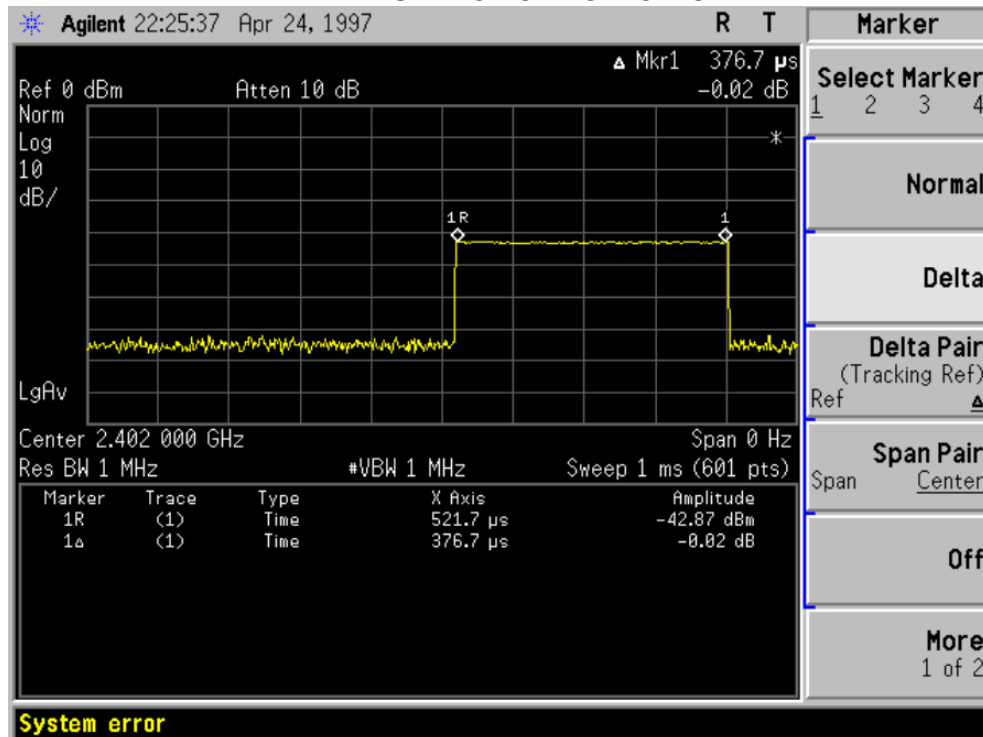 Agilent 22:25:37 Apr 24, 1997 R T
Δ Mkr1 376.7 µs
Ref 0 dBm Atten 10 dB -0.02 dB
Norm
Log
10
dB/
1R 1
LgAv
Center 2.402 000 GHz Span 0 Hz
Res BW 1 MHz #VBW 1 MHz Sweep 1 ms (601 pts)
Marker Trace Type X Axis Amplitude
1R (1) Time 521.7 µs -42.87 dBm
1Δ (1) Time 376.7 µs -0.02 dB
Marker
Select Marker
1 2 3 4
Normal
Delta
Delta Pair
(Tracking Ref)
Ref Δ
Span Pair
Span Center
Off
More
1 of 2
System error